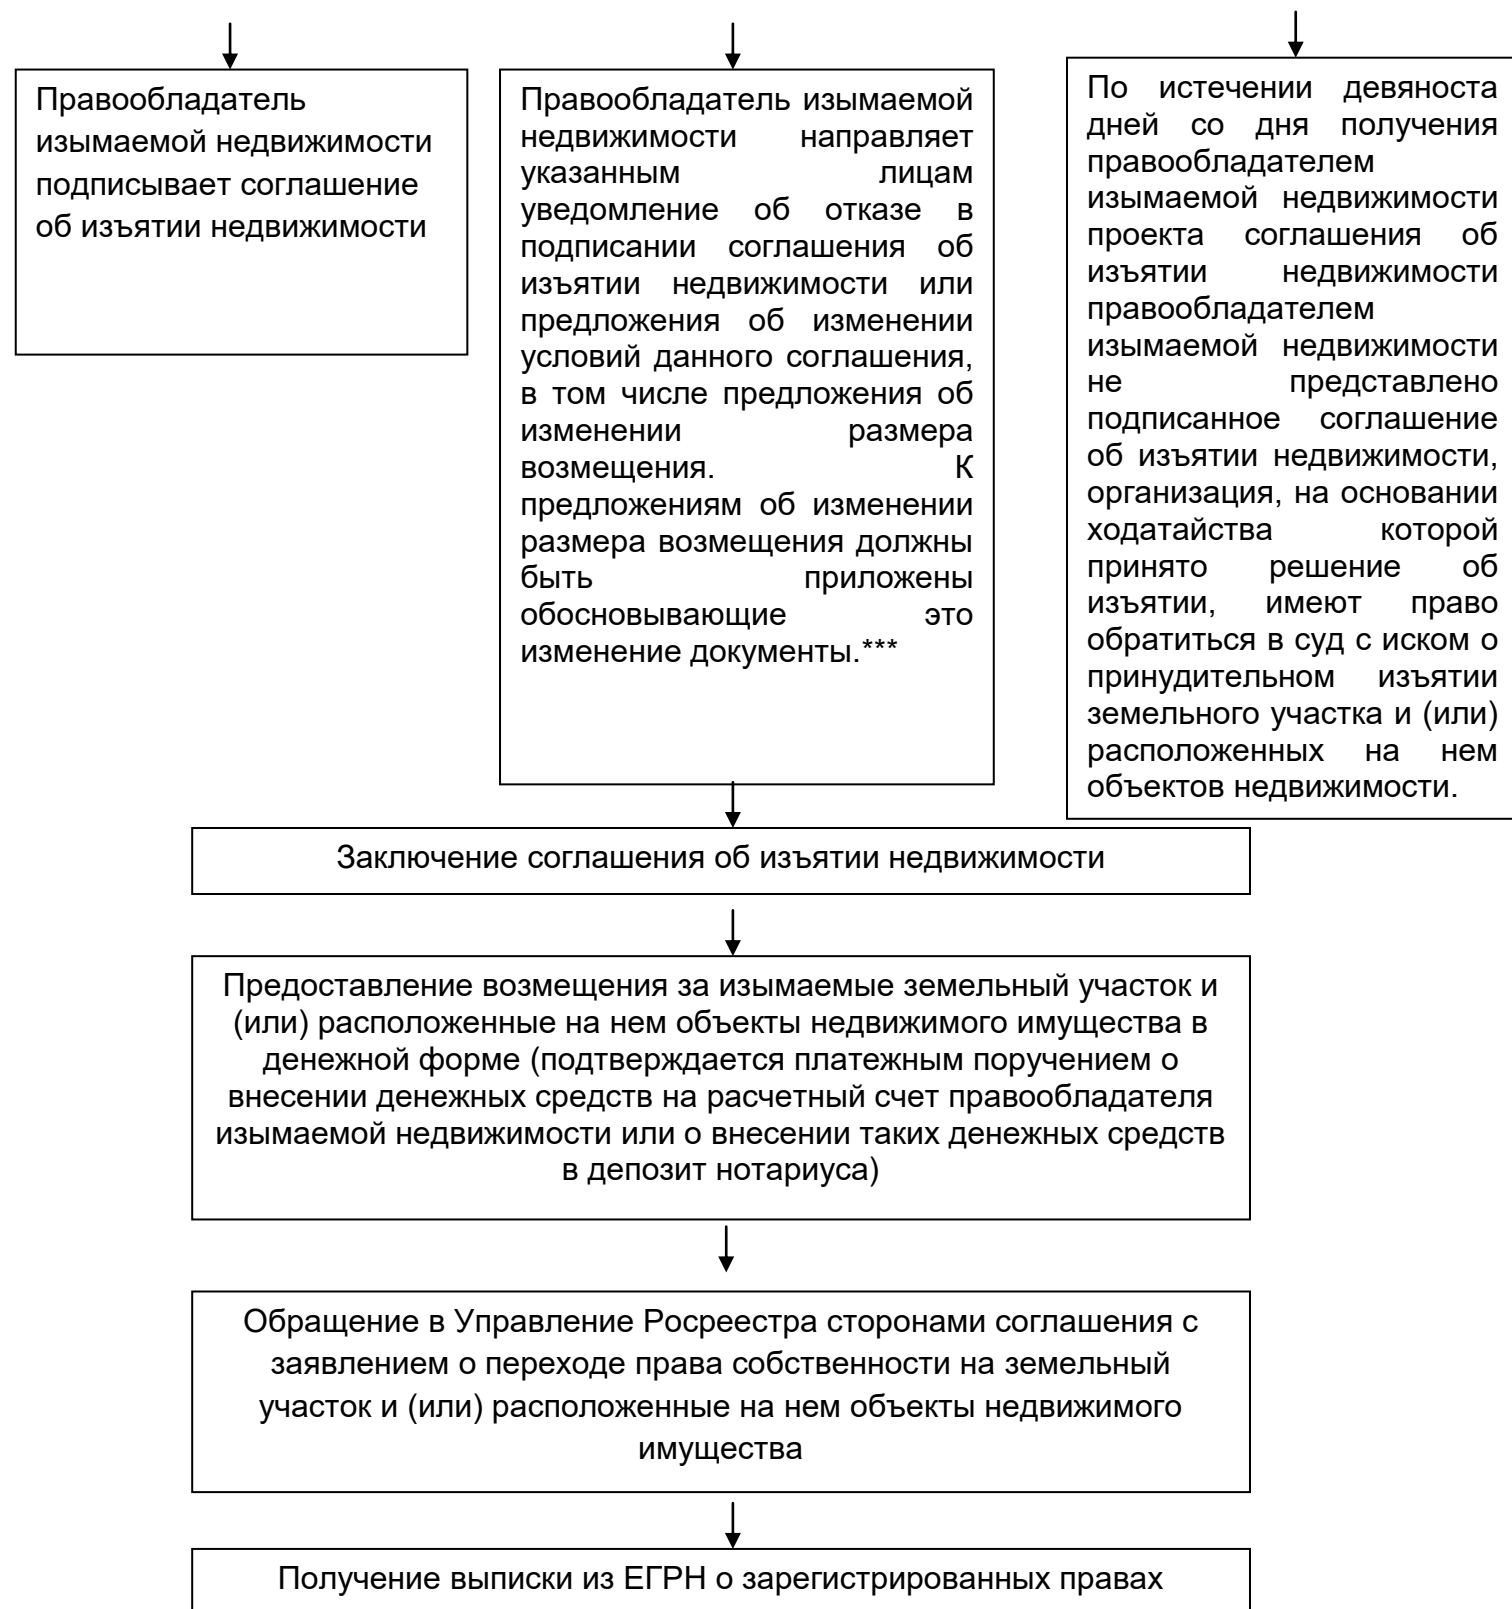 Правообладатель
изымаемой недвижимости
подписывает соглашение
об изъятии недвижимости
Правообладатель изымаемой
недвижимости направляет
указанным лицам
уведомление об отказе в
подписании соглашения об
изъятии недвижимости или
предложения об изменении
условий данного соглашения,
в том числе предложения об
изменении размера
возмещения. К
предложениям об изменении
размера возмещения должны
быть приложены
обосновывающие это
изменение документы.***
По истечении девяноста
дней со дня получения
правообладателем
изымаемой недвижимости
проекта соглашения об
изъятии недвижимости
правообладателем
изымаемой недвижимости
не представлено
подписанное соглашение
об изъятии недвижимости,
организация, на основании
ходатайства которой
принято решение об
изъятии, имеют право
обратиться в суд с иском о
принудительном изъятии
земельного участка и (или)
расположенных на нем
объектов недвижимости.
Заключение соглашения об изъятии недвижимости
Предоставление возмещения за изымаемые земельный участок и
(или) расположенные на нем объекты недвижимого имущества в
денежной форме (подтверждается платежным поручением о
внесении денежных средств на расчетный счет правообладателя
изымаемой недвижимости или о внесении таких денежных средств
в депозит нотариуса)
Обращение в Управление Росреестра сторонами соглашения с
заявлением о переходе права собственности на земельный
участок и (или) расположенные на нем объекты недвижимого
имущества
Получение выписки из ЕГРН о зарегистрированных правах